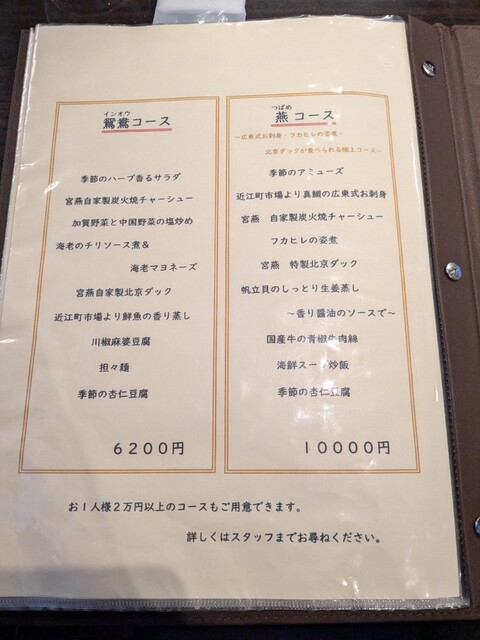 インオウ
鴛鴦コース
季節のハーブ香るサラダ
宮燕自家製炭火焼チャーシュー
加賀野菜と中国野菜の塩炒め
海老のチリソース煮＆
海老マヨネーズ
宮燕自家製北京ダック
近江町市場より鮮魚の香り蒸し
川椒麻婆豆腐
担々麺
季節の杏仁豆腐
6200円
つばめ
燕コース
～広東式お刺身・フカヒレの姿煮・
北京ダックが食べられる極上コース～
季節のアミューズ
近江町市場より真鯛の広東式お刺身
宮燕 自家製炭火焼チャーシュー
フカヒレの姿煮
宮燕 特製北京ダック
帆立貝のしっとり生姜蒸し
～香り醬油のソースで～
国産牛の青椒牛肉絲
海鮮スープ炒飯
季節の杏仁豆腐
10000円
お1人様2万円以上のコースもご用意できます。
詳しくはスタッフまでお尋ねください。